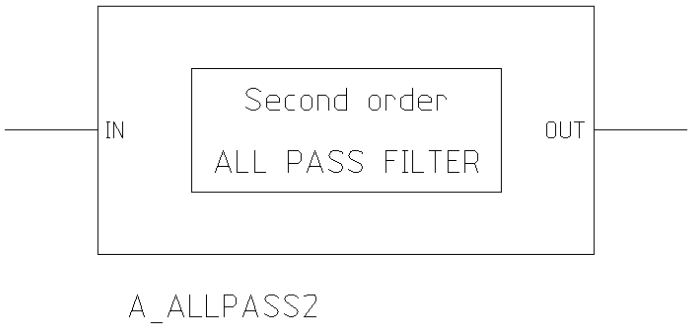 Second order
IN
OUT
ALL PASS FILTER
A_ALLPASS2